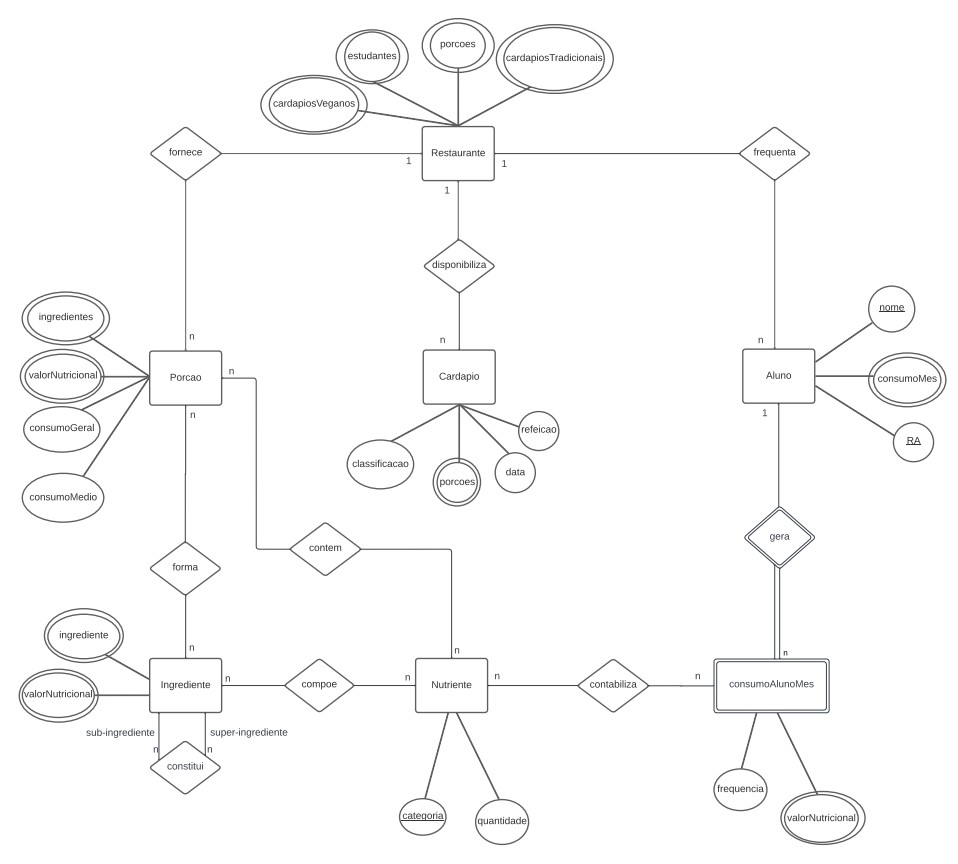 porcoes
estudantes
cardapiosTradicionais
cardapiosVeganos
fornece
1
Restaurante
1
frequenta
1
disponibiliza
nome
ingredientes
n
n
n
valorNutricional
Porcao
n
Cardapio
Aluno
consumoMes
n
1
consumoGeral
refeicao
RA
classificacao
data
porcoes
consumoMedio
gera
contem
forma
ingrediente
n
n
n
Ingrediente
n
compoe
n
Nutriente
n
contabiliza
n
consumoAlunoMes
valorNutricional
sub-ingrediente
super-ingrediente
n
n
constitui
frequencia
categoria
quantidade
valorNutricional